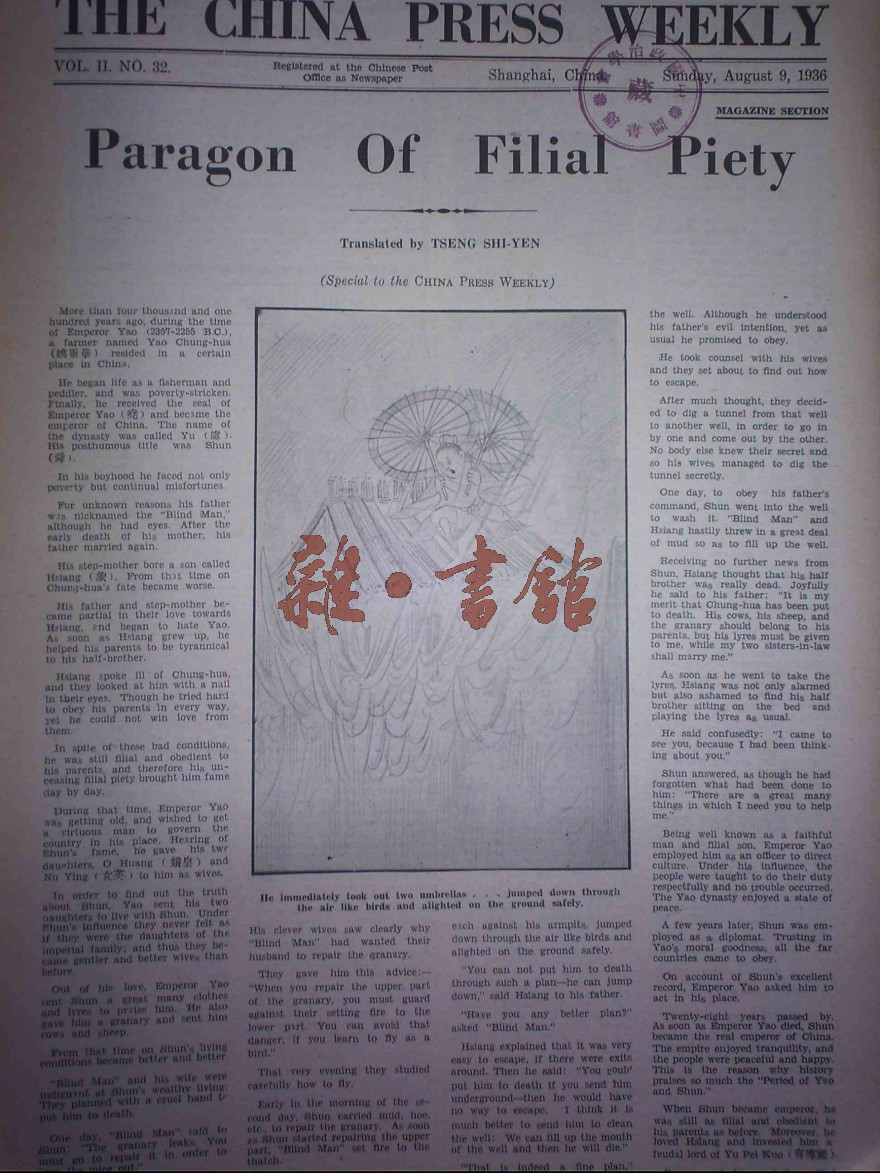 THE CHINA PRESS WEEKLY
VOL. II. NO. 32.
Registered at the Chinese Post
Office as Newspaper
Shanghai, China, Sunday, August 9, 1936
MAGAZINE SECTION
Paragon Of Filial Piety
Translated by TSENG SHI-YEN
(Special to the CHINA PRESS WEEKLY)
More than four thousand and one
hundred years ago, during the time
of Emperor Yao (2357-2255 B.C.),
a farmer named Yao Chung-hua
(姚重華) resided in a certain
place in China.
He began life as a fisherman and
peddler, and was poverty-stricken.
Finally, he received the seal of
Emperor Yao (堯) and became the
emperor of China. The name of
the dynasty was called Yu (虞).
His posthumous title was Shun
(舜).
In his boyhood he faced not only
poverty but continual misfortunes
For unknown reasons his father
was nicknamed the "Blind Man,"
although he had eyes. After the
early death of his mother, his
father married again.
His step-mother bore a son called
Hsiang (象). From that time on
Chung-hua's fate became worse.
His father and step-mother be-
came partial in their love towards
Hsiang, and began to hate Yao.
As soon as Hsiang grew up, he
helped his parents to be tyrannical
to his half-brother.
Hsiang spoke ill of Chung-hua,
and they looked at him with a nail
in their eyes. Though he tried hard
to obey his parents in every way,
yet he could not win love from
them.
In spite of these bad conditions,
he was still filial and obedient to
his parents, and therefore his un-
ceasing filial piety brought him fame
day by day.
During that time, Emperor Yao
was getting old, and wished to get
a virtuous man to govern the
country in his place. Hearing of
Shun's fame, he gave his two
daughters, O Huang (娥皇) and
Nu Ying (女英) to him as wives.
In order to find out the truth
about Shun, Yao sent his two
daughters to live with Shun. Under
Shun's influence they never felt as
if they were the daughters of the
imperial family; and thus they be-
came gentler and better wives than
before.
Out of his love, Emperor Yao
sent Shun a great many clothes
and lyres to praise him. He also
gave him a granary and sent him
cows and sheep.
From that time on Shun's living
conditions became better and better.
"Blind Man" and his wife were
indignant at Shun's wealthy living.
They planned with a cruel hand to
put him to death.
One day, "Blind Man" said to
Shun: "The granary leaks. You
must go to repair it in order to
He immediately took out two umbrellas . . . jumped down through
the air like birds and alighted on the ground safely.
His clever wives saw clearly why
"Blind Man" had wanted their
husband to repair the granary.
They gave him this advice:—
"When you repair the upper part
of the granary, you must guard
against their setting fire to the
lower part. You can avoid that
danger, if you learn to fly as a
bird."
That very evening they studied
carefully how to fly.
Early in the morning of the se-
cond day, Shun carried mud, hoe,
etc., to repair the granary. As soon
as Shun started repairing the upper
part, "Blind Man" set fire to the
thatch.
each against his armpits, jumped
down through the air like birds and
alighted on the ground safely.
"You can not put him to death
through such a plan—he can jump
down," said Hsiang to his father.
"Have you any better plan?"
asked "Blind Man."
Hsiang explained that it was very
easy to escape, if there were exits
around. Then he said: "You could
put him to death if you send him
underground—then he would have
no way to escape. I think it is
much better to send him to clean
the well. We can fill up the mouth
of the well and then he will die."
"That is indeed a fine plan,"
the well. Although he understood
his father's evil intention, yet as
usual he promised to obey.
He took counsel with his wives
and they set about to find out how
to escape.
After much thought, they decid-
ed to dig a tunnel from that well
to another well, in order to go in
by one and come out by the other.
No body else knew their secret and
so his wives managed to dig the
tunnel secretly.
One day, to obey his father's
command, Shun went into the well
to wash it. "Blind Man" and
Hsiang hastily threw in a great deal
of mud so as to fill up the well.
Receiving no further news from
Shun, Hsiang thought that his half
brother was really dead. Joyfully
he said to his father: "It is my
merit that Chung-hua has been put
to death. His cows, his sheep, and
the granary should belong to his
parents, but his lyres must be given
to me, while my two sisters-in-law
shall marry me."
As soon as he went to take the
lyres, Hsiang was not only alarmed
but also ashamed to find his half
brother sitting on the bed and
playing the lyres as usual.
He said confusedly: "I came to
see you, because I had been think-
ing about you."
Shun answered, as though he had
forgotten what had been done to
him: "There are a great many
things in which I need you to help
me."
Being well known as a faithful
man and filial son, Emperor Yao
employed him as an officer to direct
culture. Under his influence, the
people were taught to do their duty
respectfully and no trouble occurred.
The Yao dynasty enjoyed a state of
peace.
A few years later, Shun was em-
ployed as a diplomat. Trusting in
Yao's moral goodness, all the far
countries came to obey.
On account of Shun's excellent
record, Emperor Yao asked him to
act in his place.
Twenty-eight years passed by.
As soon as Emperor Yao died, Shun
became the real emperor of China.
The empire enjoyed tranquility, and
the people were peaceful and happy.
This is the reason why history
praises so much the "Period of Yao
and Shun."
When Shun became emperor, he
was still as filial and obedient to
his parents as before. Moreover, he
loved Hsiang and invested him a
feudal lord of Yu Pei Kuo (有庳國)
雜·書館